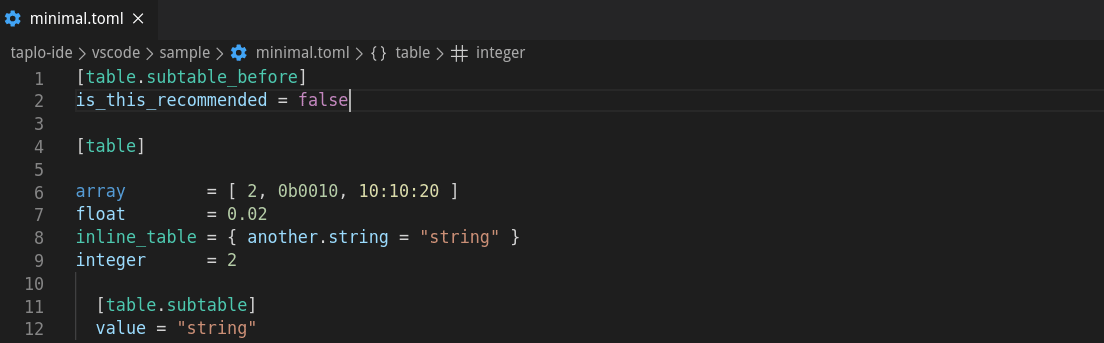 minimal.toml
taplo-ide > vscode > sample > minimal.toml > {} table > # integer
1 [table.subtable_before]
2 is_this_recommended = false
3
4 [table]
5
6 array        = [ 2, 0b0010, 10:10:20 ]
7 float        = 0.02
8 inline_table = { another.string = "string" }
9 integer      = 2
10
11   [table.subtable]
12   value = "string"